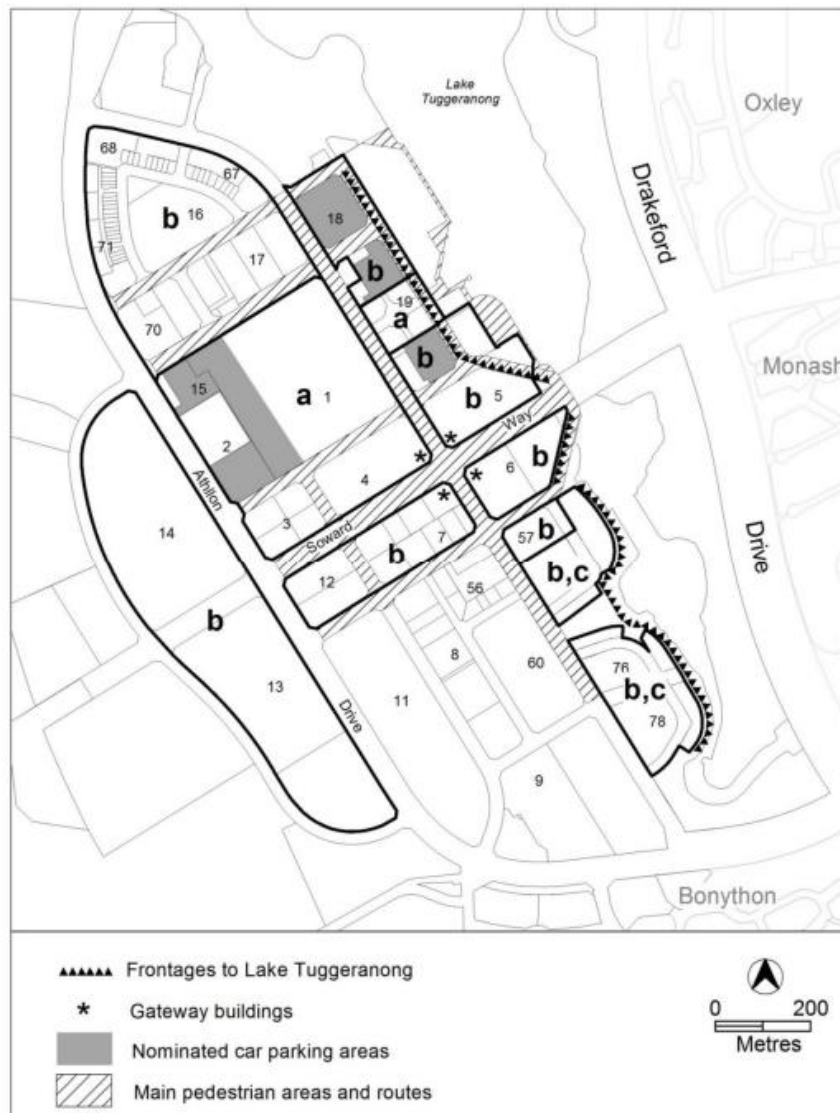 Lake
Tuggeranong
Oxley
68
67
Drakeford
b 16
18
71
17
b
19
70
a
Monash
b
15
a 1
b 5
2
Way
6 b
4
Athllon
3
Soward
57 b
14
b 7
b,c
12
56
b
8
76
60
b,c
13
11
78
Drive
Drive
9
Bonython
Frontages to Lake Tuggeranong
* Gateway buildings
Nominated car parking areas
Main pedestrian areas and routes
0 200
Metres